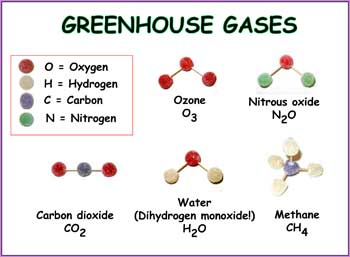 GREENHOUSE GASES
O = Oxygen
H = Hydrogen
C = Carbon
N = Nitrogen
Ozone
O3
Nitrous oxide
N2O
Carbon dioxide
CO2
Water
(Dihydrogen monoxide!)
H2O
Methane
CH4